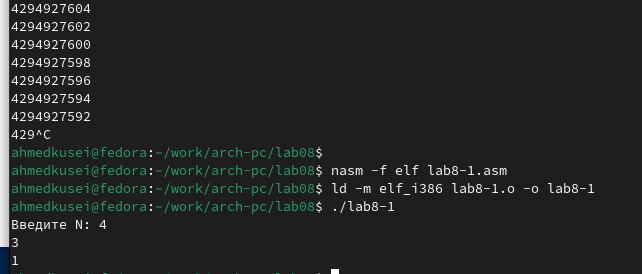 4294927604
4294927602
4294927600
4294927598
4294927596
4294927594
4294927592
429^C
ahmedkusei@fedora:~/work/arch-pc/lab08$
ahmedkusei@fedora:~/work/arch-pc/lab08$ nasm -f elf lab8-1.asm
ahmedkusei@fedora:~/work/arch-pc/lab08$ ld -m elf_i386 lab8-1.o -o lab8-1
ahmedkusei@fedora:~/work/arch-pc/lab08$ ./lab8-1
Введите N: 4
3
1